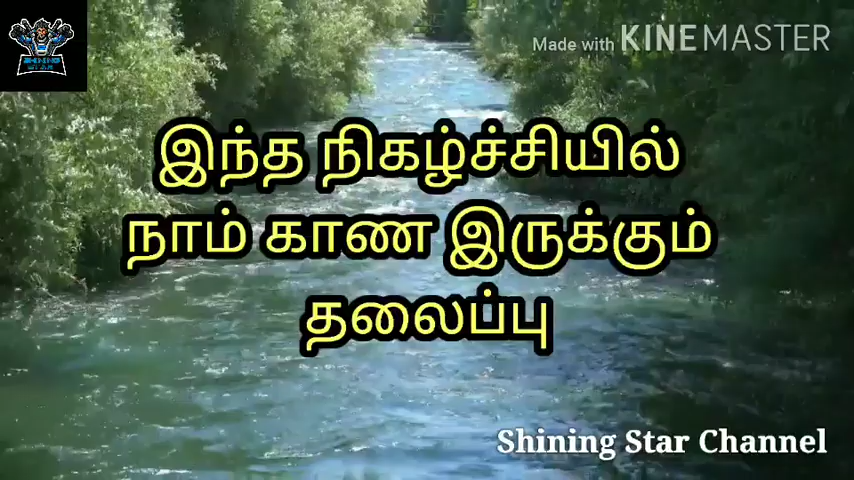 Made with KINEMASTER
இந்த நிகழ்ச்சியில்
நாம் காண இருக்கும்
தலைப்பு
Shining Star Channel